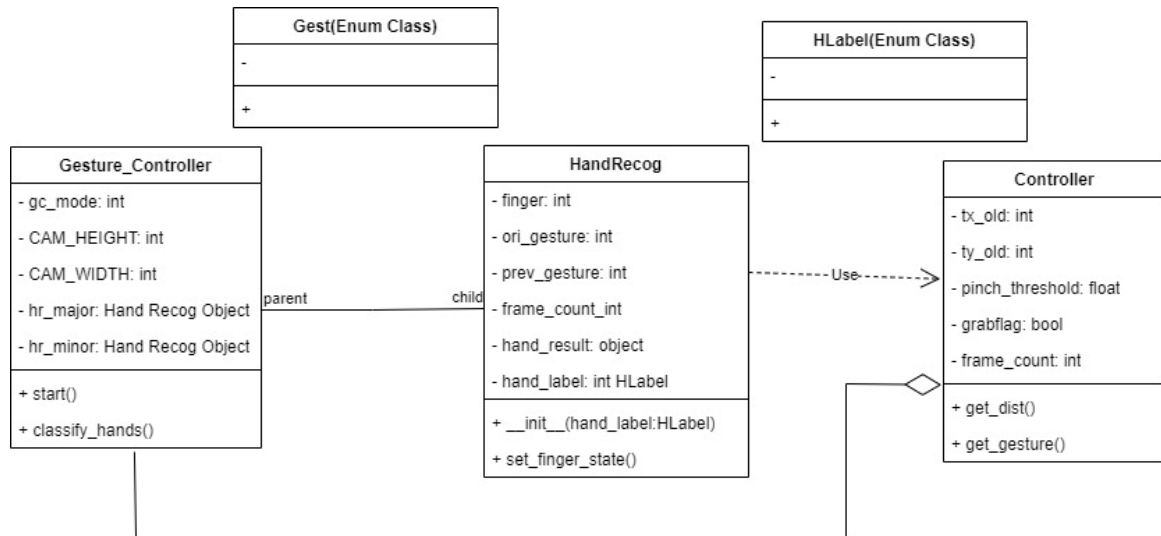 Gest(Enum Class)
-
+
HLabel(Enum Class)
-
+
Gesture_Controller
- gc_mode: int
- CAM_HEIGHT: int
- CAM_WIDTH: int
- hr_major: Hand Recog Object
- hr_minor: Hand Recog Object
+ start()
+ classify_hands()
parent
child
HandRecog
- finger: int
- ori_gesture: int
- prev_gesture: int
- frame_count_int
- hand_result: object
- hand_label: int HLabel
+ __init__(hand_label:HLabel)
+ set_finger_state()
Use
Controller
- tx_old: int
- ty_old: int
- pinch_threshold: float
- grabflag: bool
- frame_count: int
+ get_dist()
+ get_gesture()